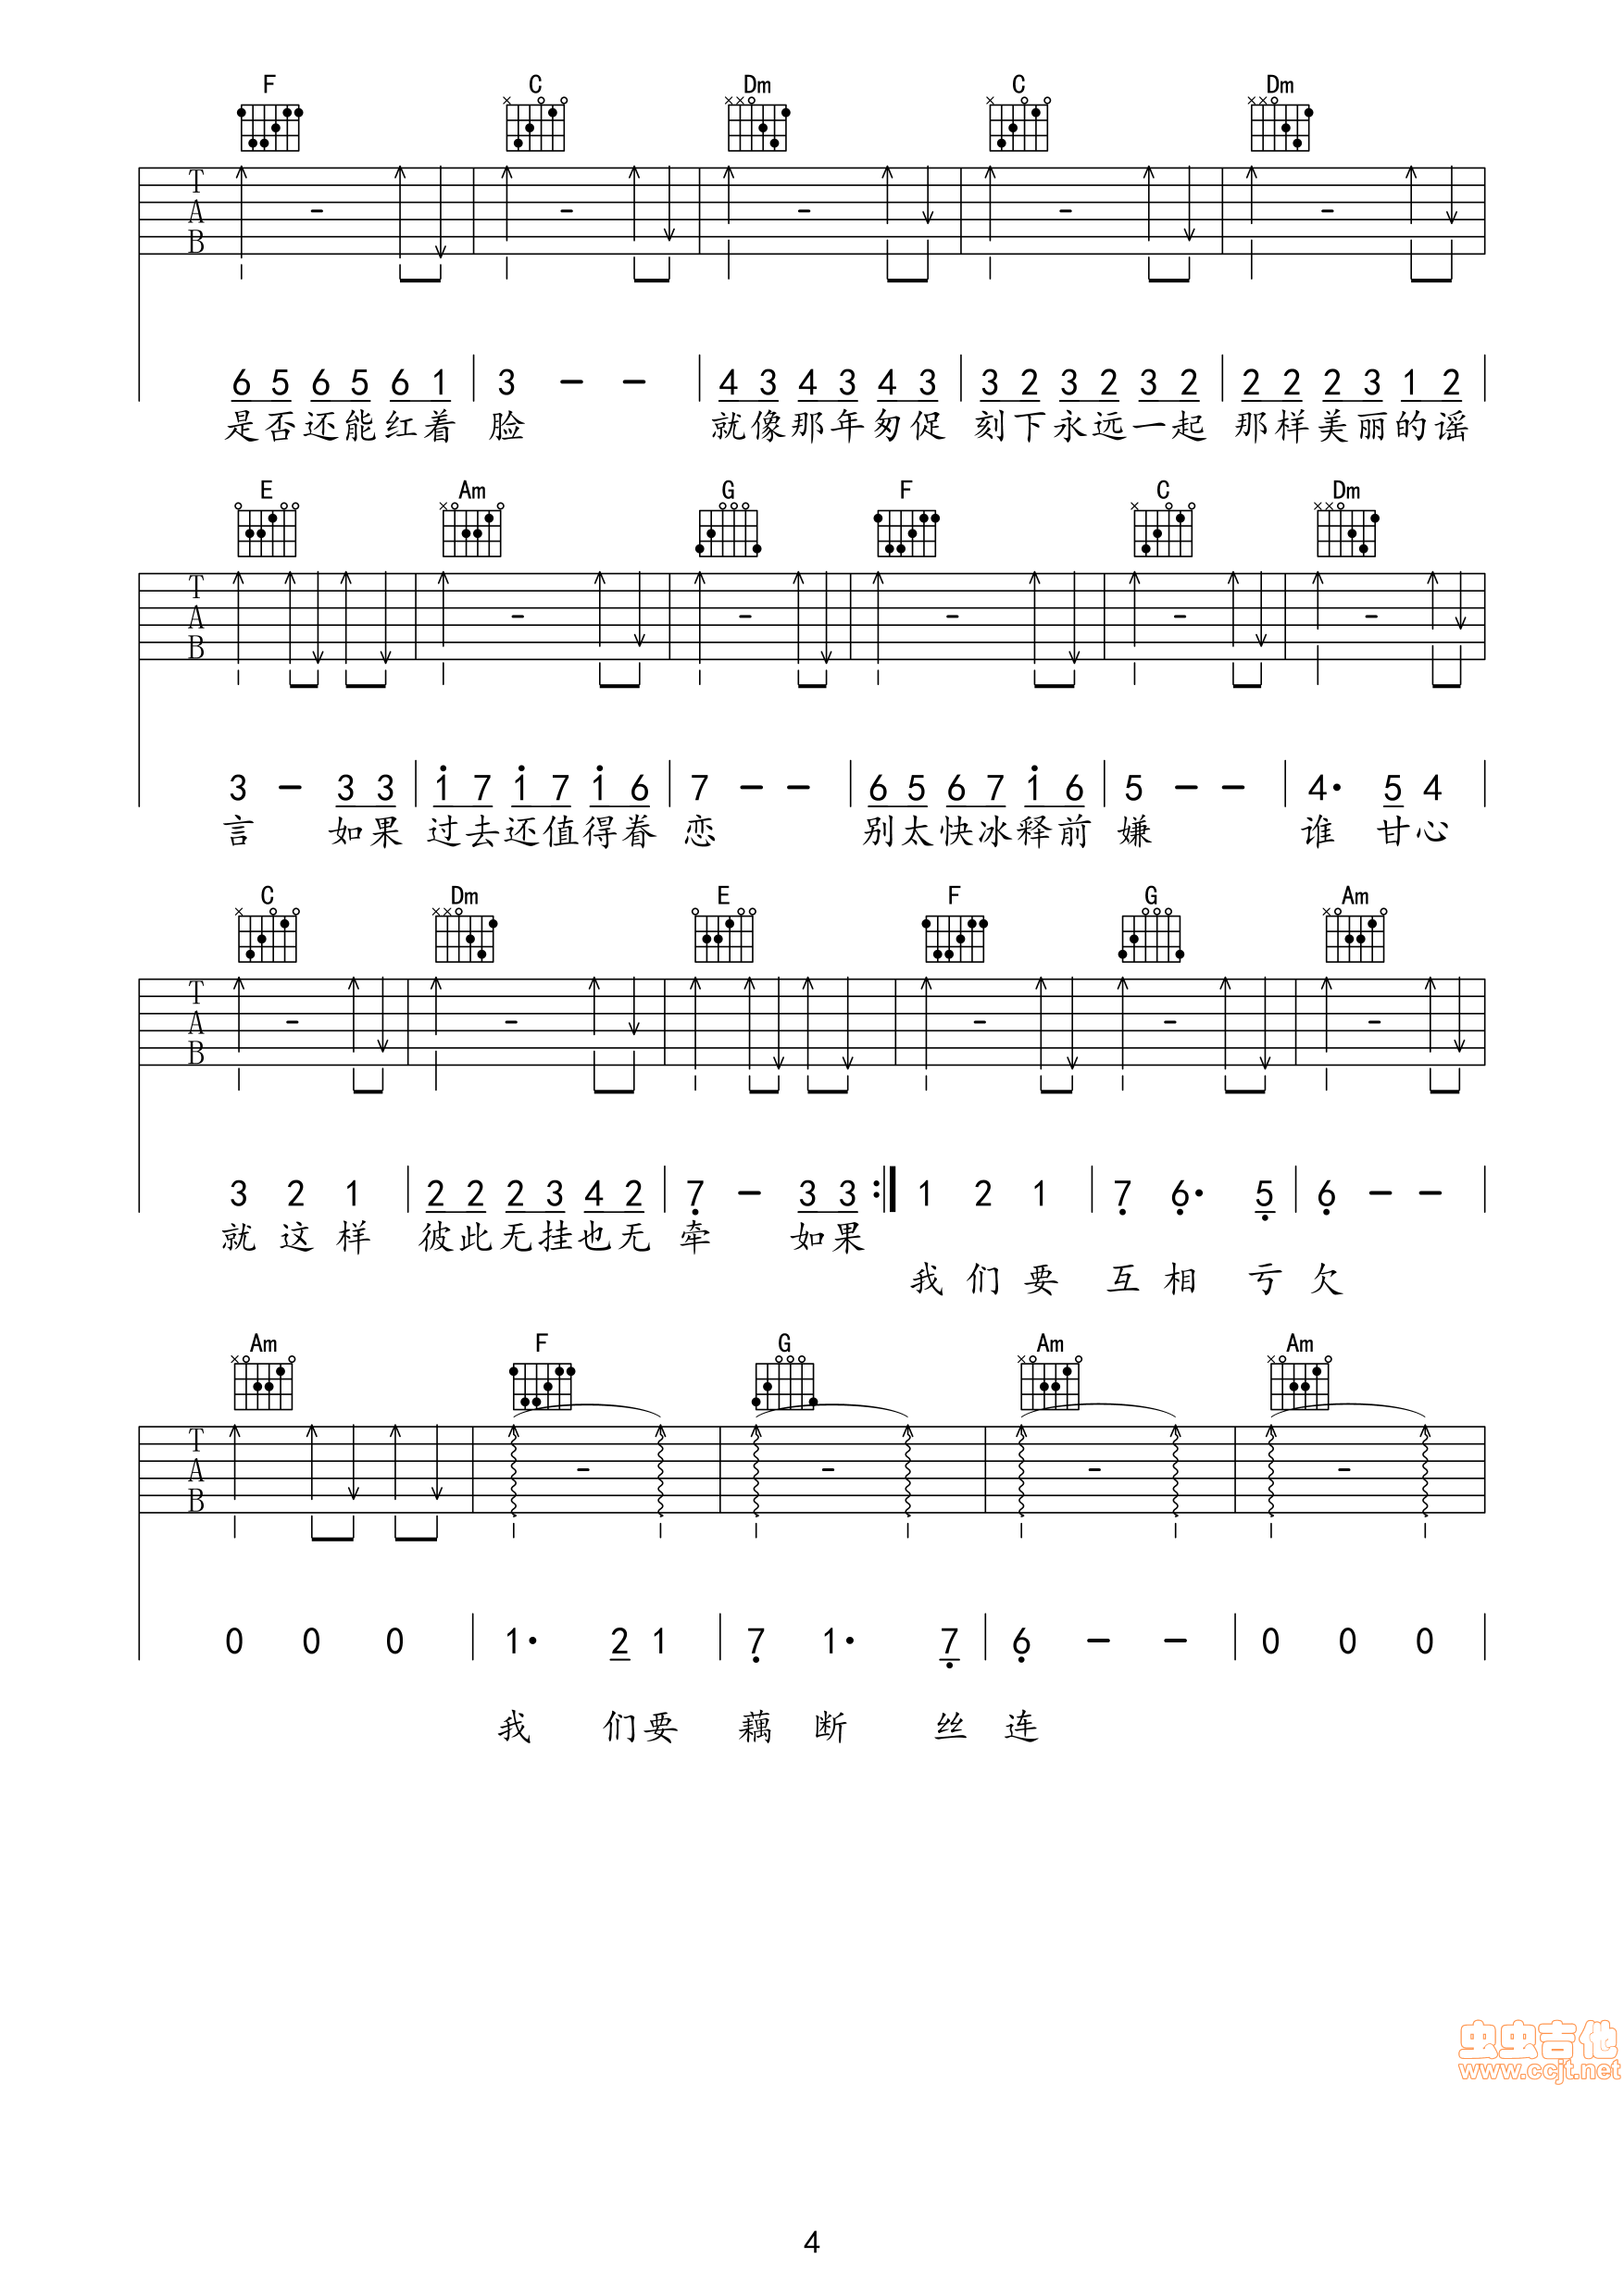 F C Dm C Dm
T
A
B
6 5 6 5 6 1 | 3 – – | 4 3 4 3 4 3 | 3 2 3 2 3 2 | 2 2 2 3 1 2 |
是否还能红着 脸 就像那年匆促 刻下永远一起 那样美丽的谣
E Am G F C Dm
T
A
B
3 – 3 3 | 1 7 1 7 1 6 | 7 – – | 6 5 6 7 1 6 | 5 – – | 4· 5 4 |
言 如果 过去还值得眷 恋 别太快冰释前 嫌 谁 甘心
C Dm E F G Am
T
A
B
3 2 1 | 2 2 2 3 4 2 | 7 – 3 3 :| 1 2 1 | 7 6· 5 | 6 – – |
就 这 样 彼此无挂也无 牵 如果
我 们 要 互 相 亏 欠
Am F G Am Am
T
A
B
0 0 0 | 1· 2 1 | 7 1· 7 | 6 – – | 0 0 0 |
我 们要 藕 断 丝 连
虫虫吉他
www.ccjt.net
4